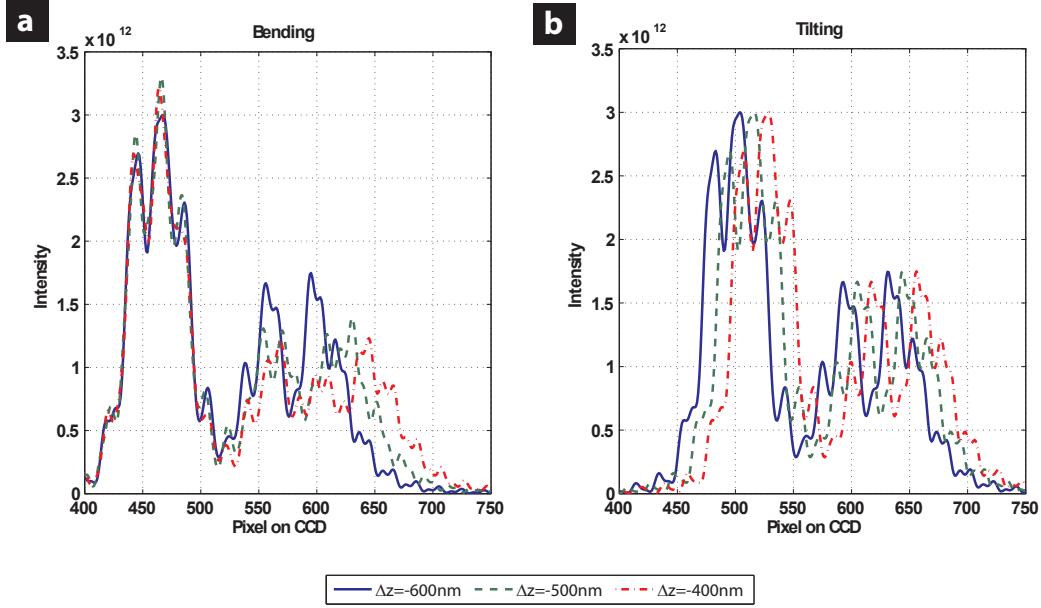 a
Bending
x 10 12
3.5
3
2.5
2
1.5
1
0.5
0
400 450 500 550 600 650 700 750
Intensity
Pixel on CCD
b
Tilting
x 10 12
3.5
3
2.5
2
1.5
1
0.5
0
400 450 500 550 600 650 700 750
Intensity
Pixel on CCD
Δz=-600nm Δz=-500nm Δz=-400nm